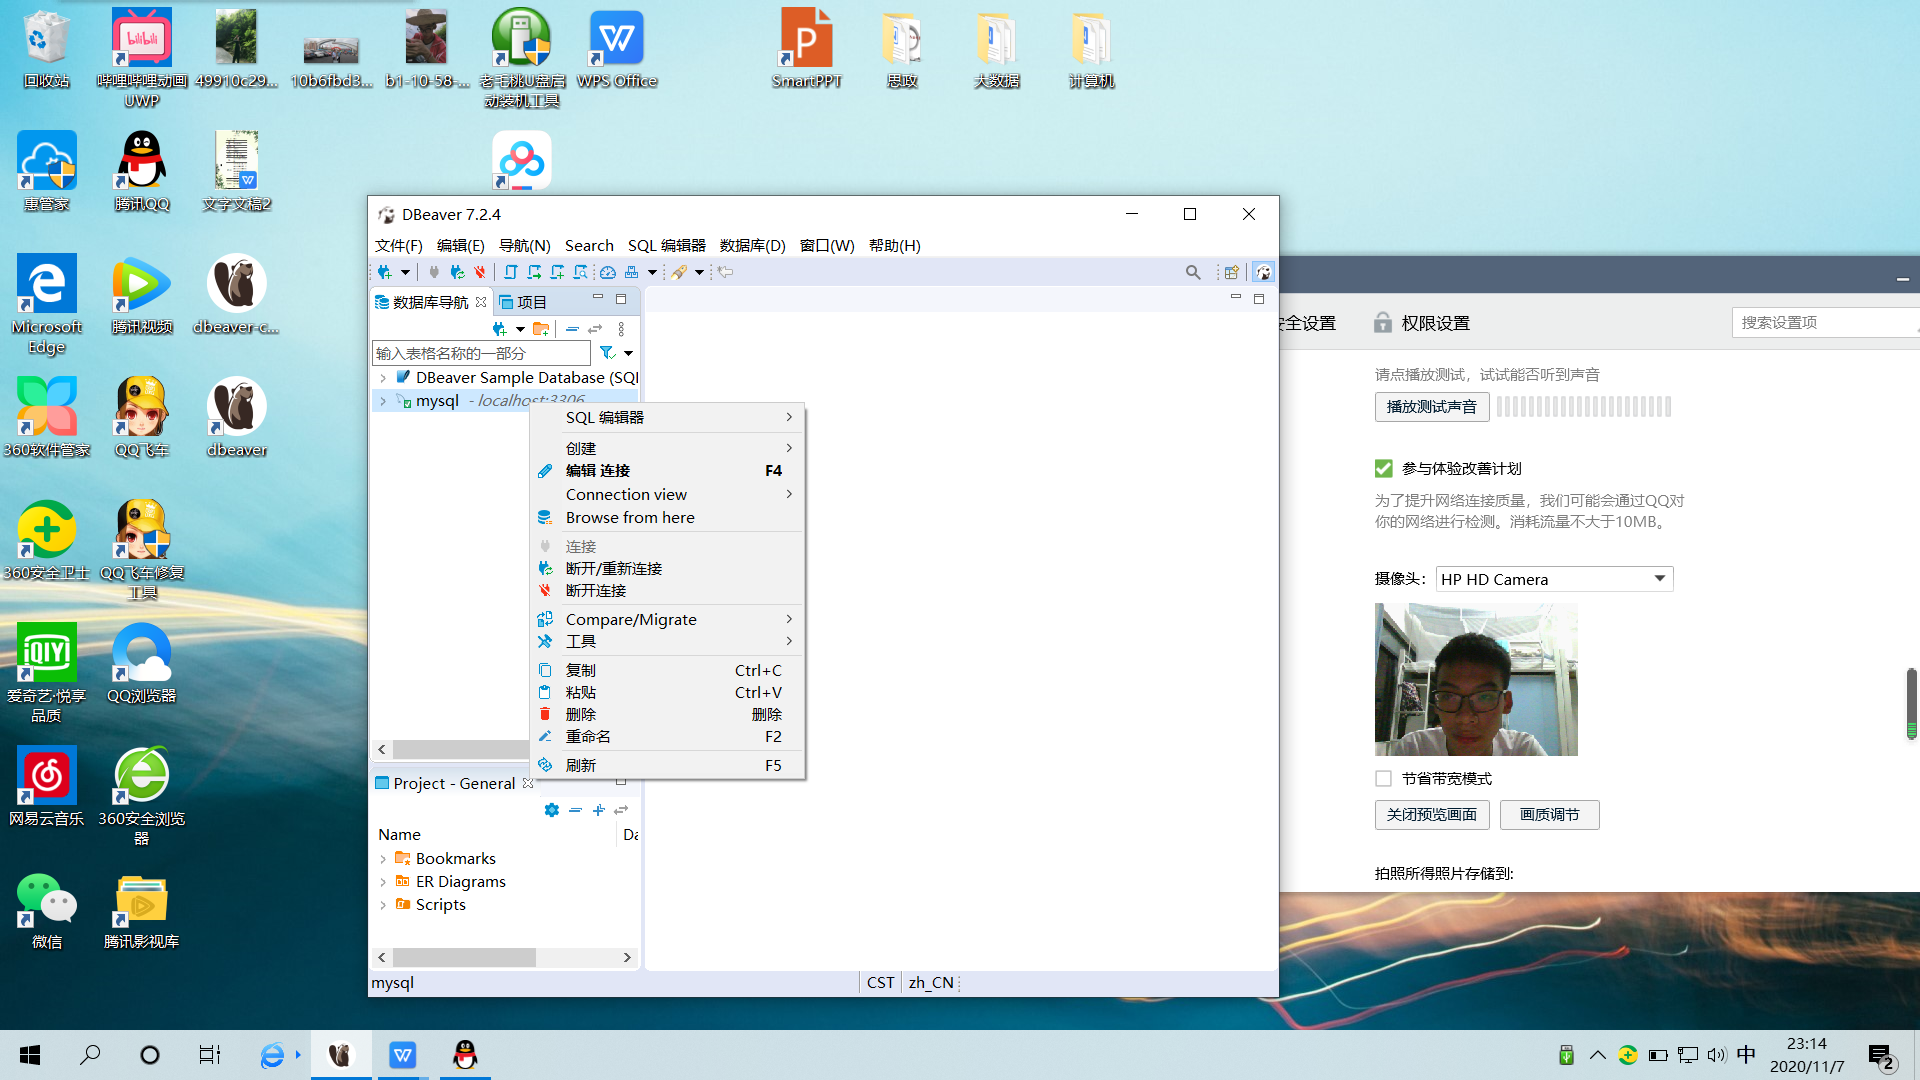 回收站
哔哩哔哩动画
UWP
49910c29...
10b6fbd3...
b1-10-58-...
老毛桃U盘启
动装机工具
WPS Office
SmartPPT
思政
大数据
计算机
惠管家
腾讯QQ
文字文稿2
Microsoft
Edge
腾讯视频
dbeaver-c...
360软件管家
QQ飞车
dbeaver
360安全卫士
QQ飞车修复
工具
爱奇艺·悦享
品质
QQ浏览器
网易云音乐
360安全浏览
器
微信
腾讯影视库
DBeaver 7.2.4
文件(F) 编辑(E) 导航(N) Search SQL 编辑器 数据库(D) 窗口(W) 帮助(H)
数据库导航
项目
输入表格名称的一部分
DBeaver Sample Database (SQl
mysql - localhost:3306
SQL 编辑器
创建
编辑 连接 F4
Connection view
Browse from here
连接
断开/重新连接
断开连接
Compare/Migrate
工具
复制 Ctrl+C
粘贴 Ctrl+V
删除 删除
重命名 F2
刷新 F5
Project - General
Name
Da
Bookmarks
ER Diagrams
Scripts
mysql
CST
zh_CN
安全设置
权限设置
搜索设置项
请点播放测试，试试能否听到声音
播放测试声音
参与体验改善计划
为了提升网络连接质量，我们可能会通过QQ对
你的网络进行检测。消耗流量不大于10MB。
摄像头:
HP HD Camera
节省带宽模式
关闭预览画面
画质调节
拍照所得照片存储到:
中
23:14
2020/11/7
2